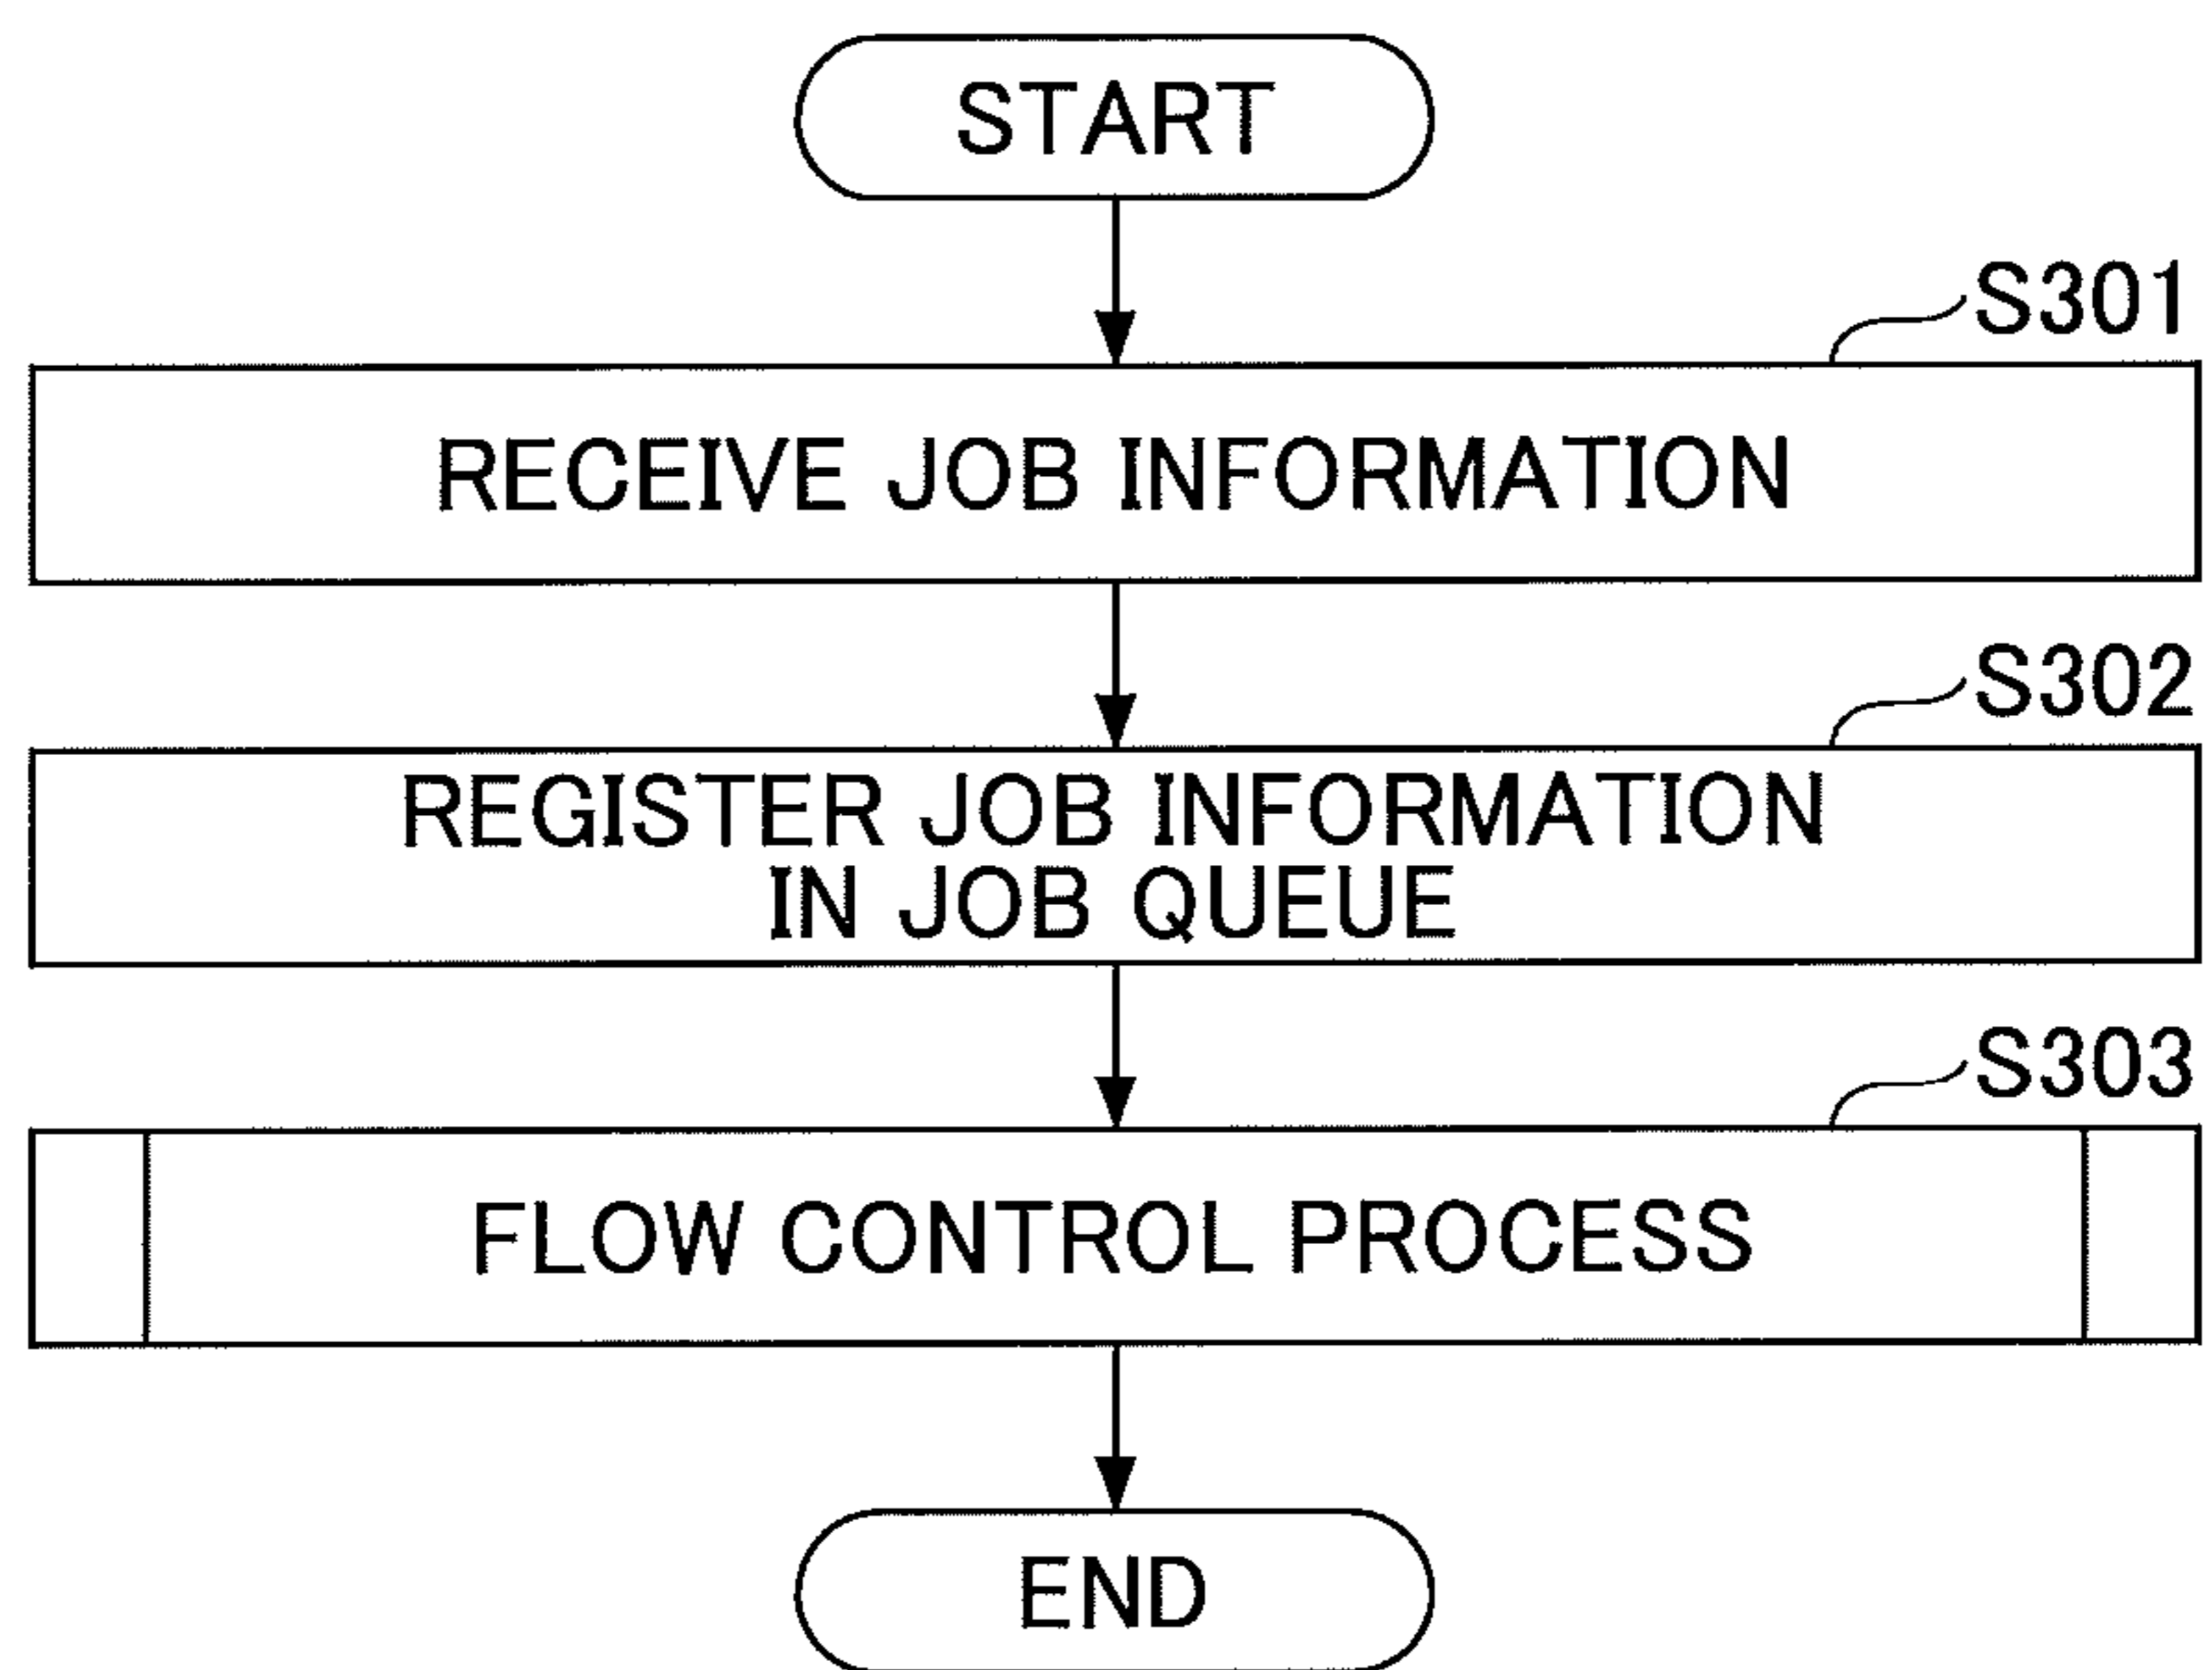 START
S301
RECEIVE JOB INFORMATION
S302
REGISTER JOB INFORMATION
IN JOB QUEUE
S303
FLOW CONTROL PROCESS
END